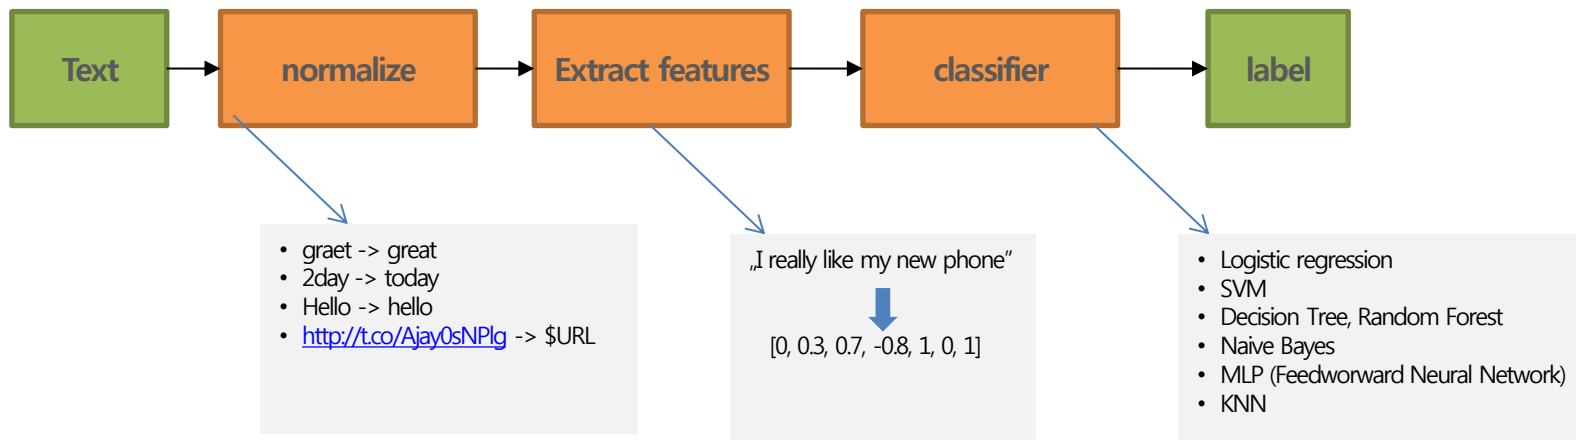 Text
normalize
Extract features
classifier
label
• graet -> great
• 2day -> today
• Hello -> hello
• http://t.co/Ajay0sNPlg -> $URL
„I really like my new phone“
[0, 0.3, 0.7, -0.8, 1, 0, 1]
• Logistic regression
• SVM
• Decision Tree, Random Forest
• Naive Bayes
• MLP (Feedworward Neural Network)
• KNN